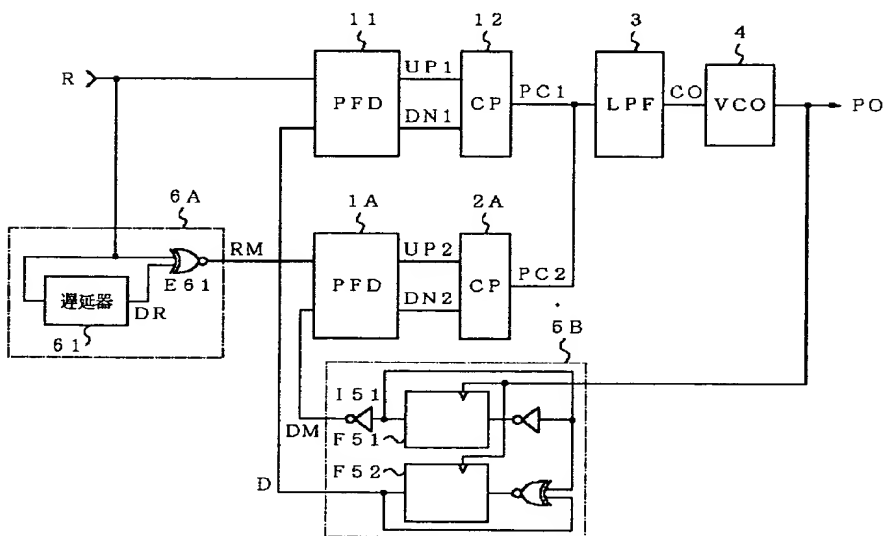 11
12
3
4
R
UP1
PC1
CO
PFD
CP
LPF
VCO
PO
DN1
6A
1A
2A
RM
UP2
E61
PFD
CP
PC2
遅延器
DR
DN2
61
5B
I51
DM
F51
F52
D